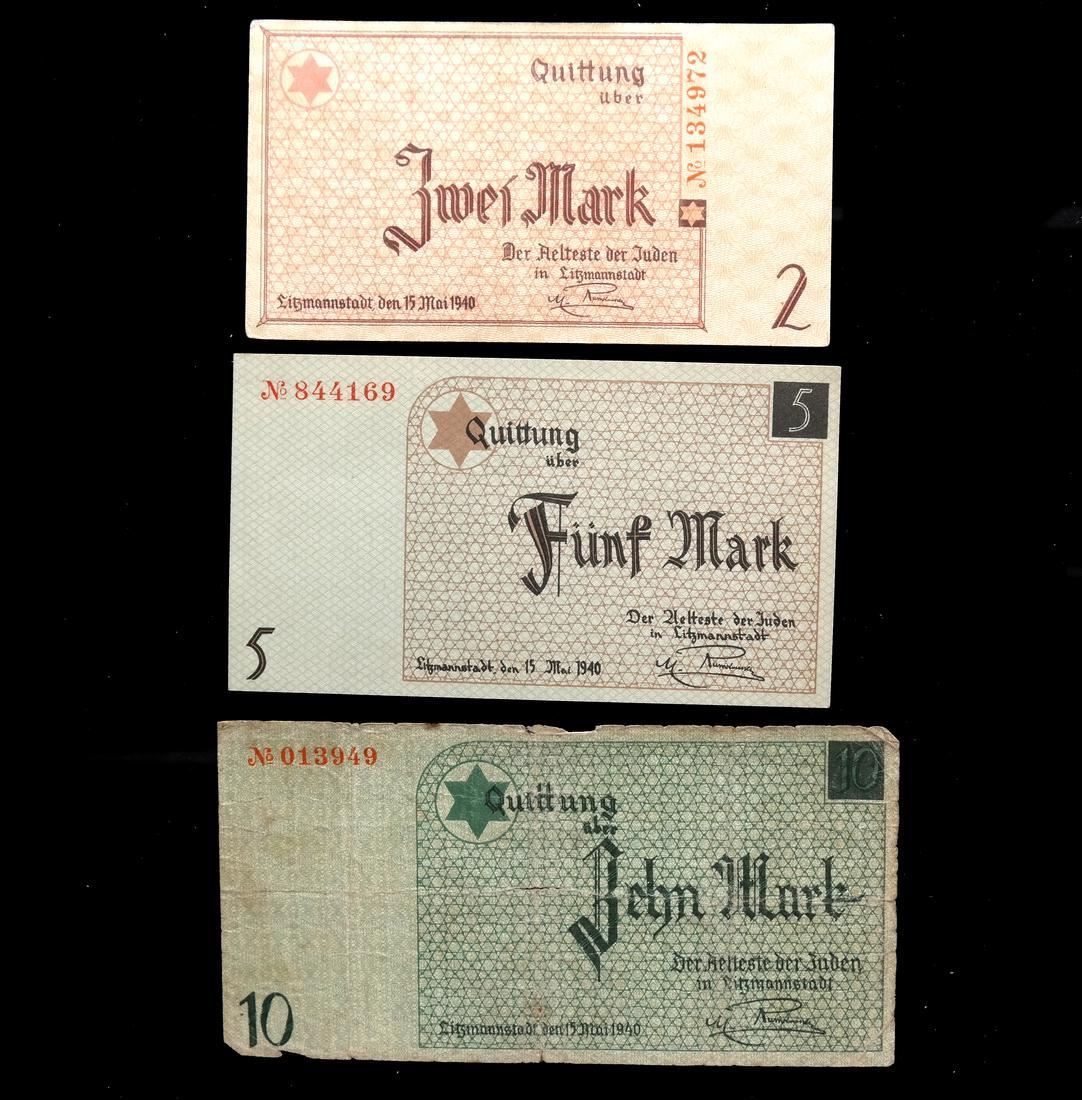 Quittung
über
Zwei Mark
Der Aelteste der Juden
in Litzmannstadt
Litzmannstadt, den 15 Mai 1940
№ 134972
2
№ 844169
5
Quittung
über
Fünf Mark
Der Aelteste der Juden
in Litzmannstadt
Litzmannstadt, den 15 Mai 1940
5
№ 013949
10
Quittung
über
Zehn Mark
Der Aelteste der Juden
in Litzmannstadt
Litzmannstadt den 15 Mai 1940
10